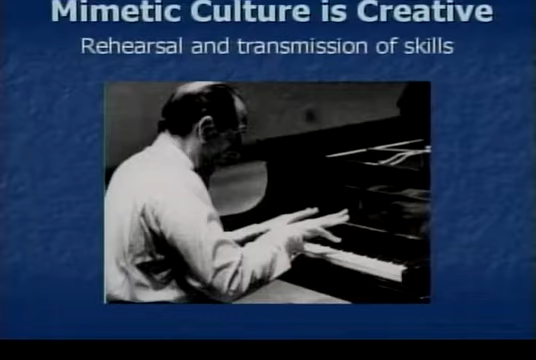 Mimetic Culture is Creative
Rehearsal and transmission of skills